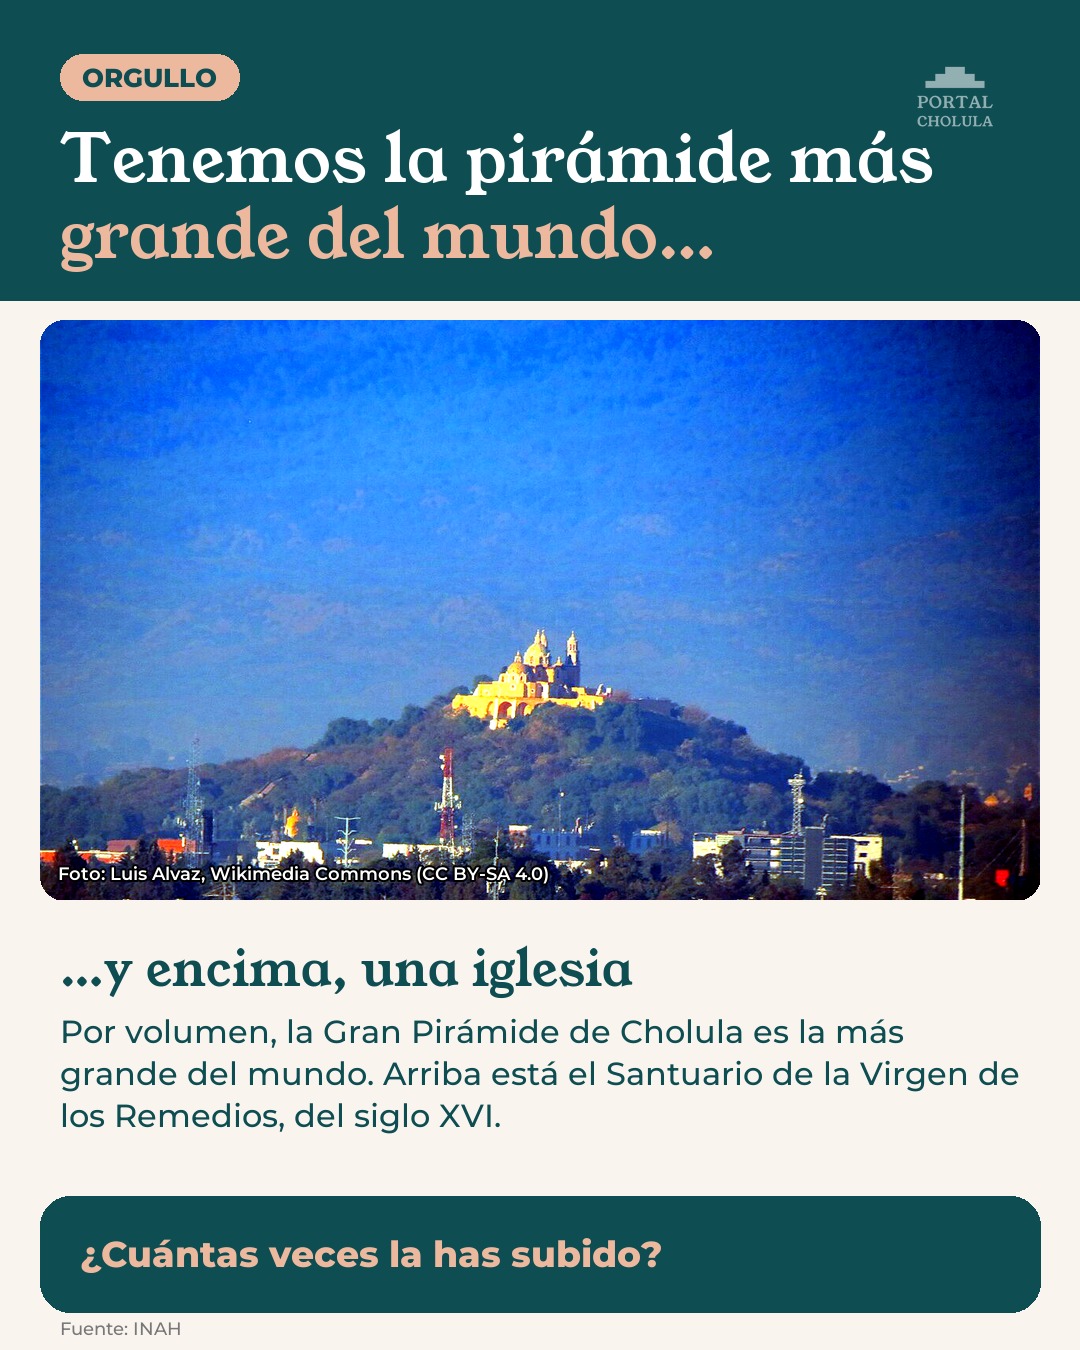 ORGULLO
PORTAL
CHOLULA
Tenemos la pirámide más
grande del mundo...
Foto: Luis Alvaz, Wikimedia Commons (CC BY-SA 4.0)
...y encima, una iglesia
Por volumen, la Gran Pirámide de Cholula es la más
grande del mundo. Arriba está el Santuario de la Virgen de
los Remedios, del siglo XVI.
¿Cuántas veces la has subido?
Fuente: INAH